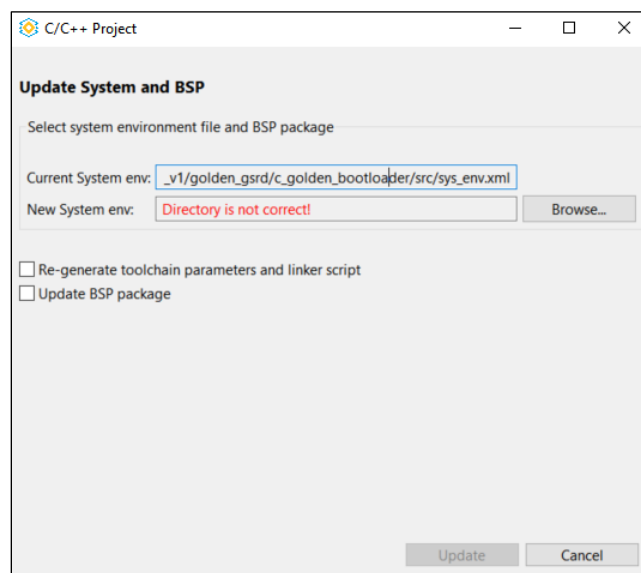 C/C++ Project
Update System and BSP
Select system environment file and BSP package
Current System env: _v1/golden_gsrd/c_golden_bootloader/src/sys_env.xml
New System env: Directory is not correct! Browse...
Re-generate toolchain parameters and linker script
Update BSP package
Update Cancel